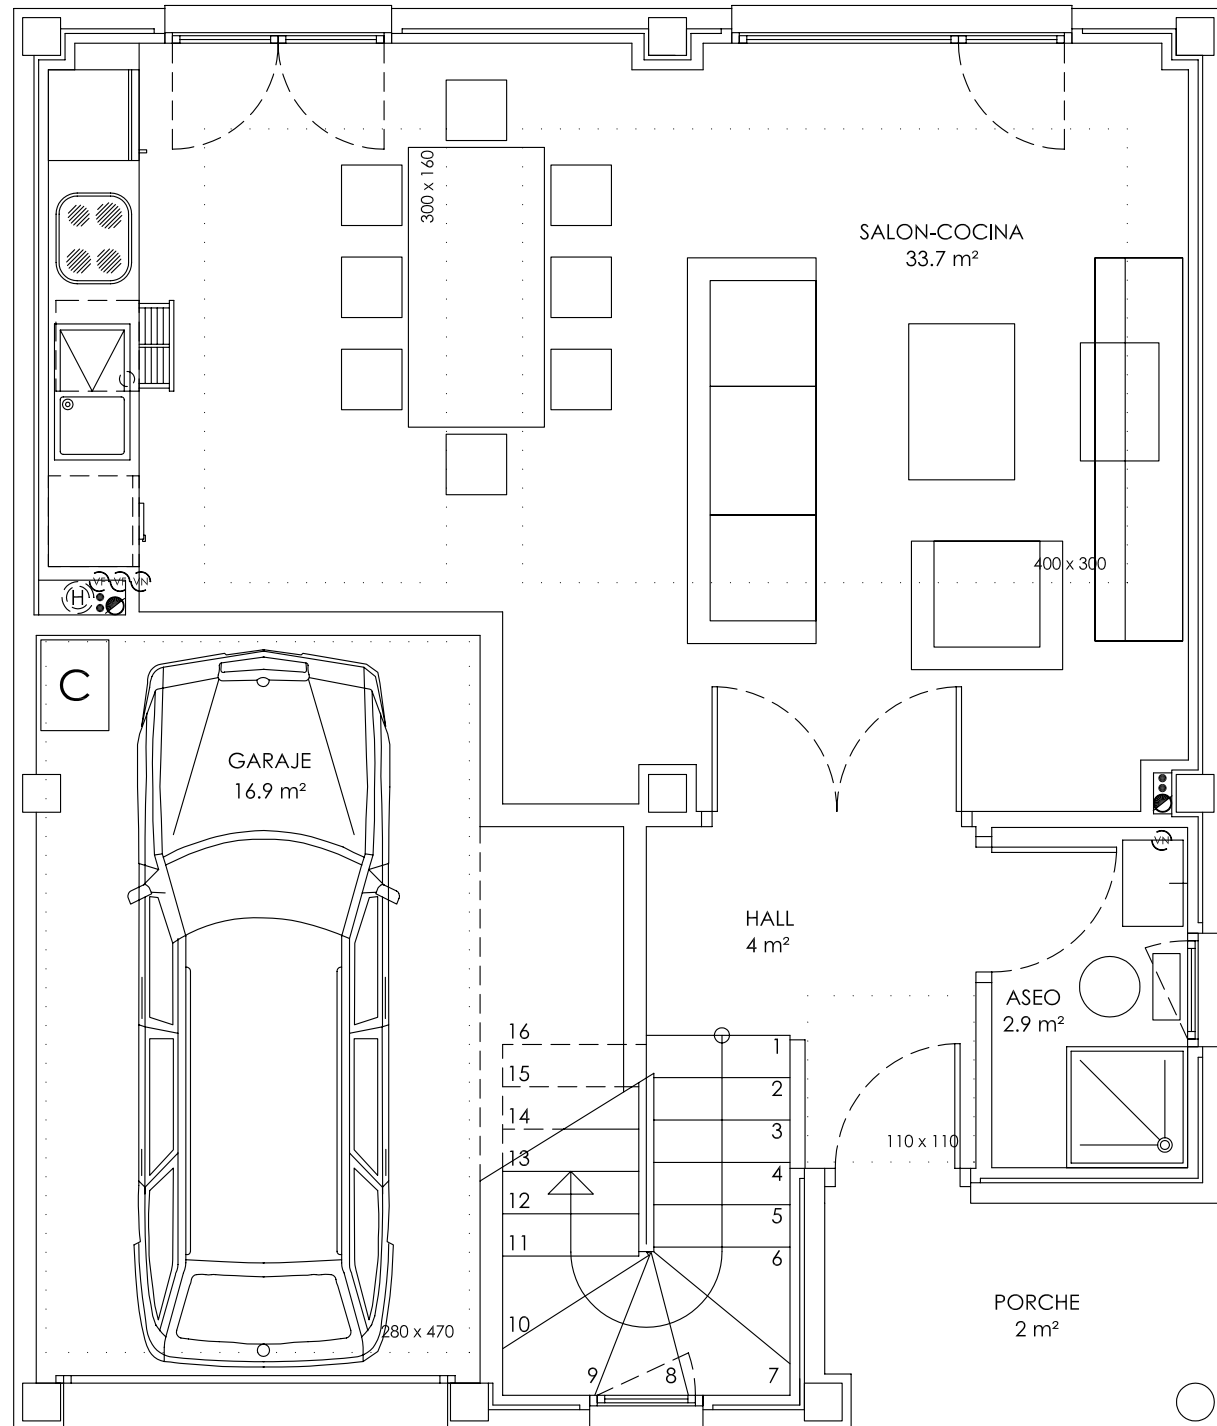 300 x 160
SALON-COCINA
33.7 m²
400 x 300
VF VF VN
H
C
GARAJE
16.9 m²
VN
HALL
4 m²
ASEO
2.9 m²
16
15
14
13
12
11
10
9
8
7
1
2
3
4
5
6
110 x 110
280 x 470
PORCHE
2 m²